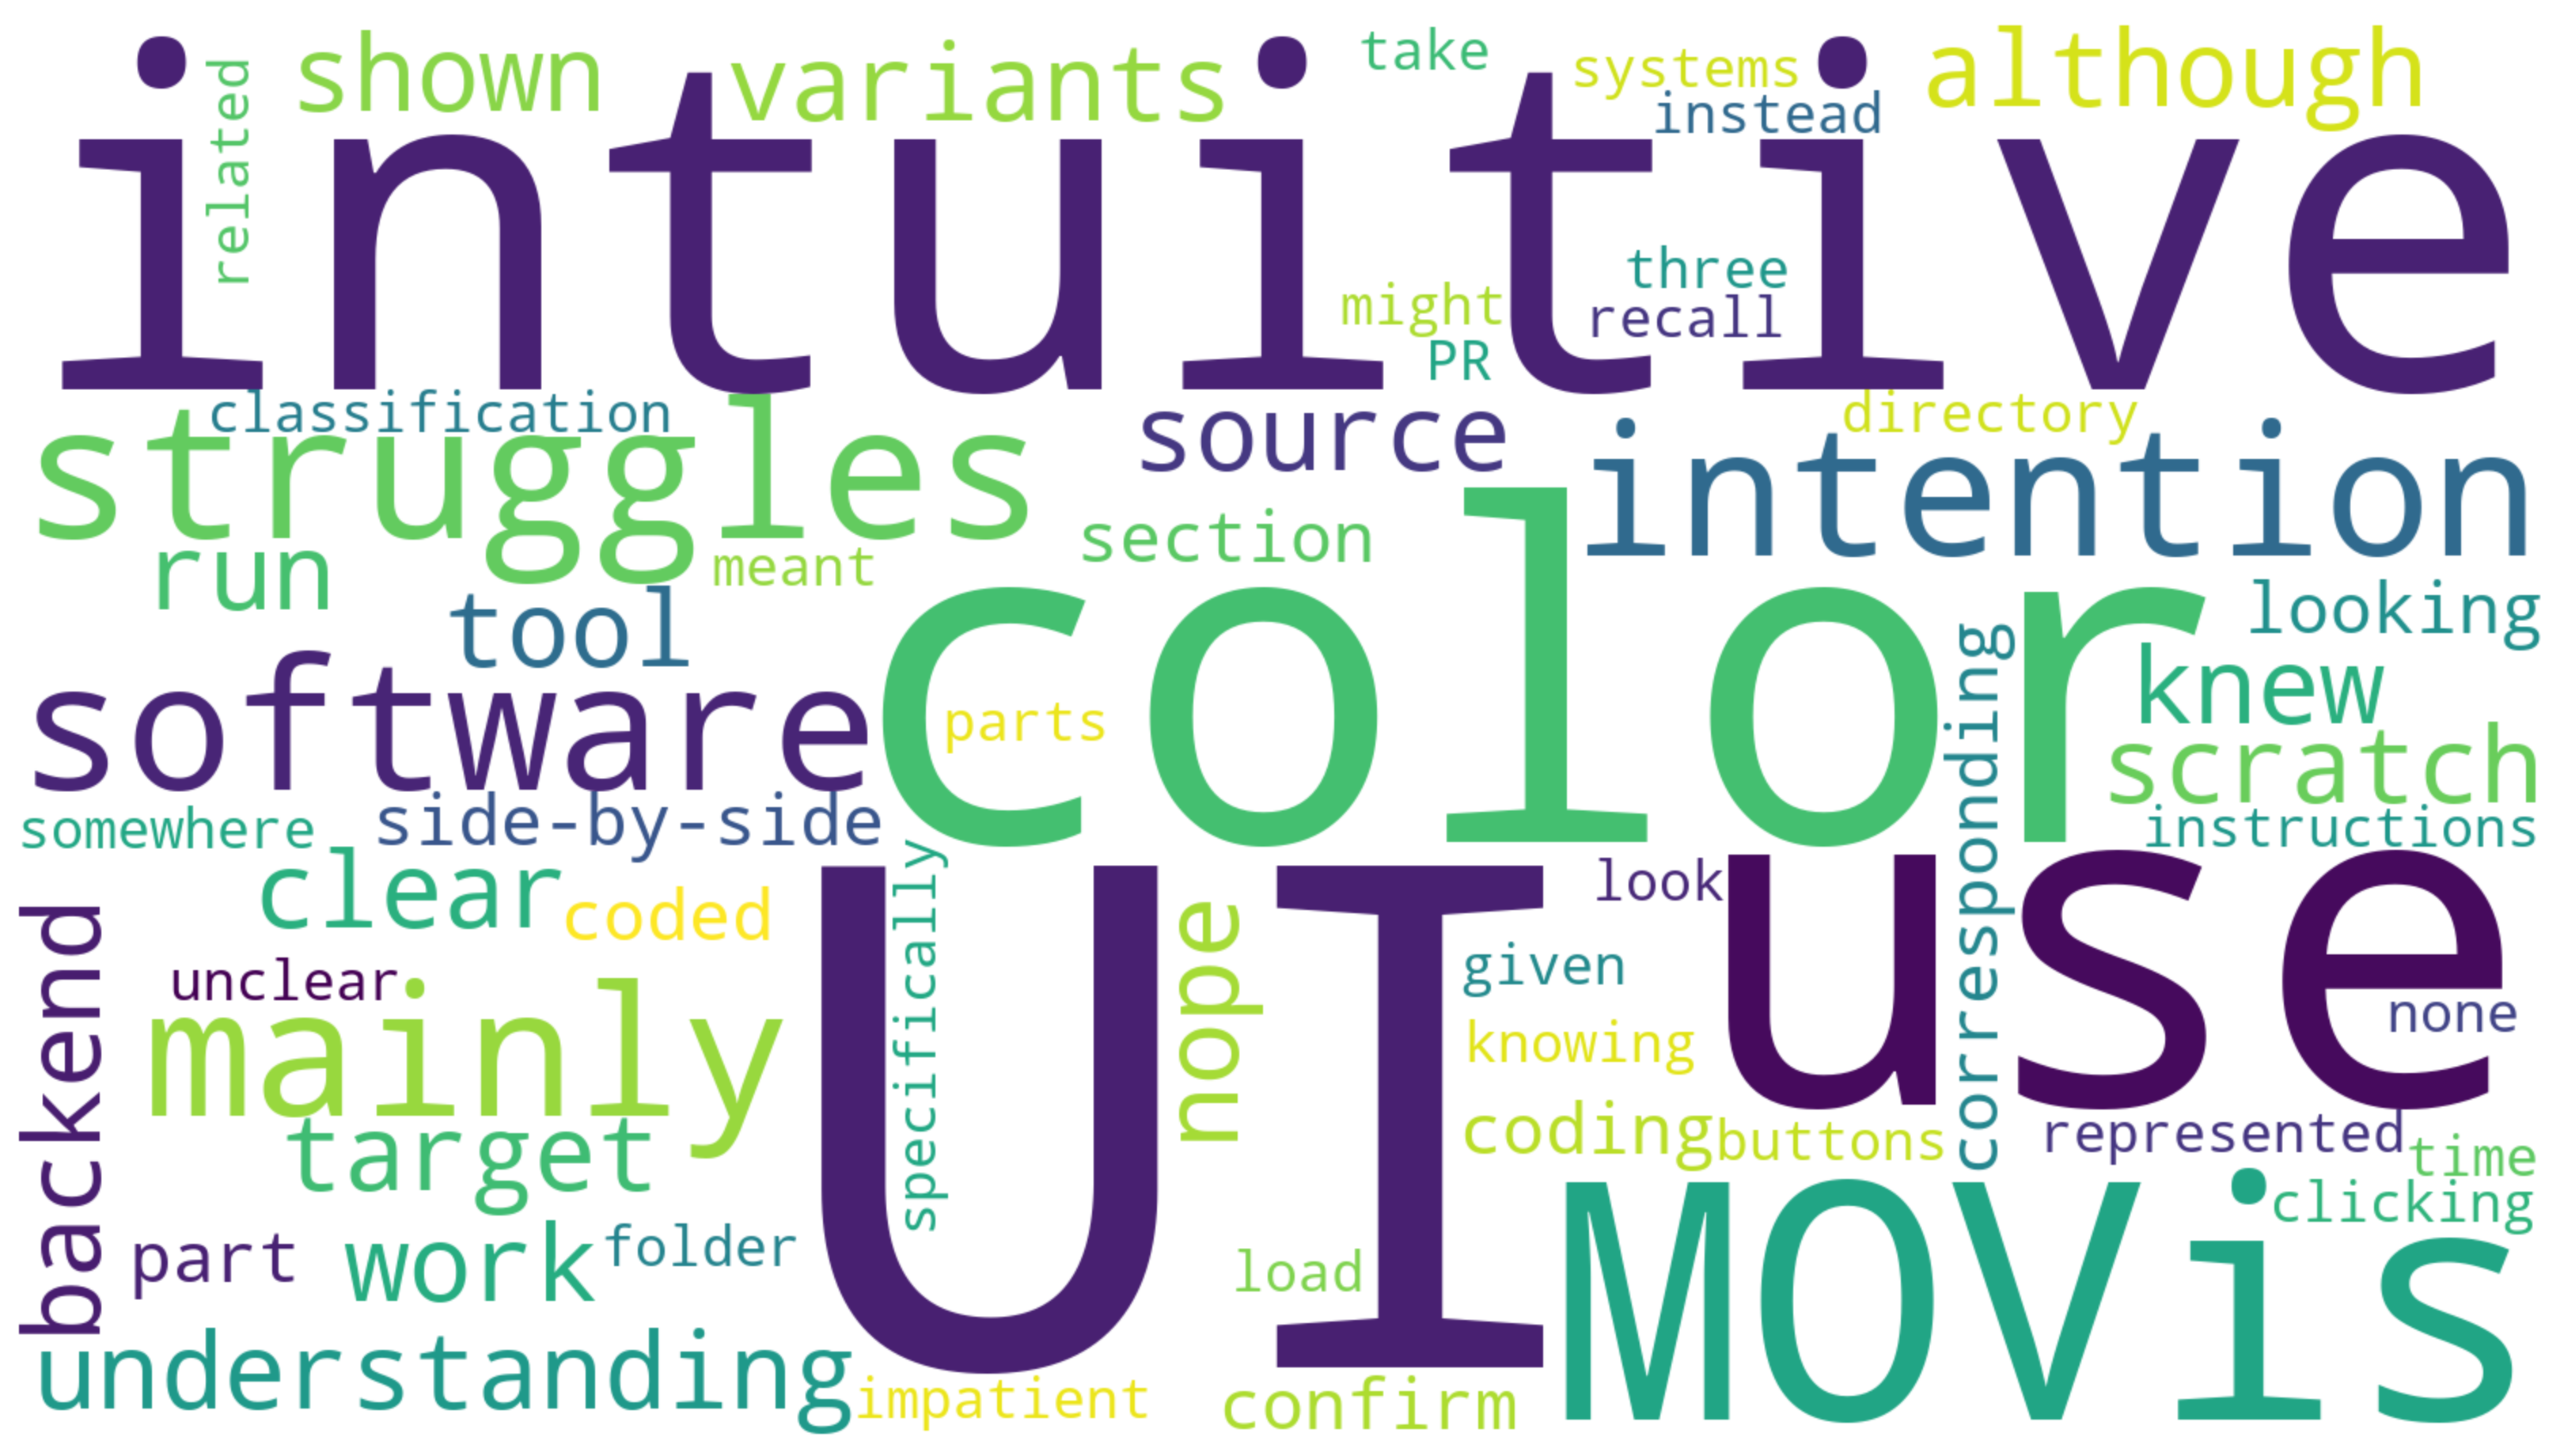 related
shown
variants
take
systems
instead
although
intuitive
three
might
recall
PR
classification
struggles
source
directory
intention
section
run
meant
color
tool
looking
software
parts
corresponding
knew
scratch
somewhere
side-by-side
instructions
clear
coded
UI
specifically
nope
look
use
backend
unclear
given
mainly
knowing
none
target
coding
buttons
represented
time
MOVis
clicking
part
work
folder
load
understanding
impatient
confirm